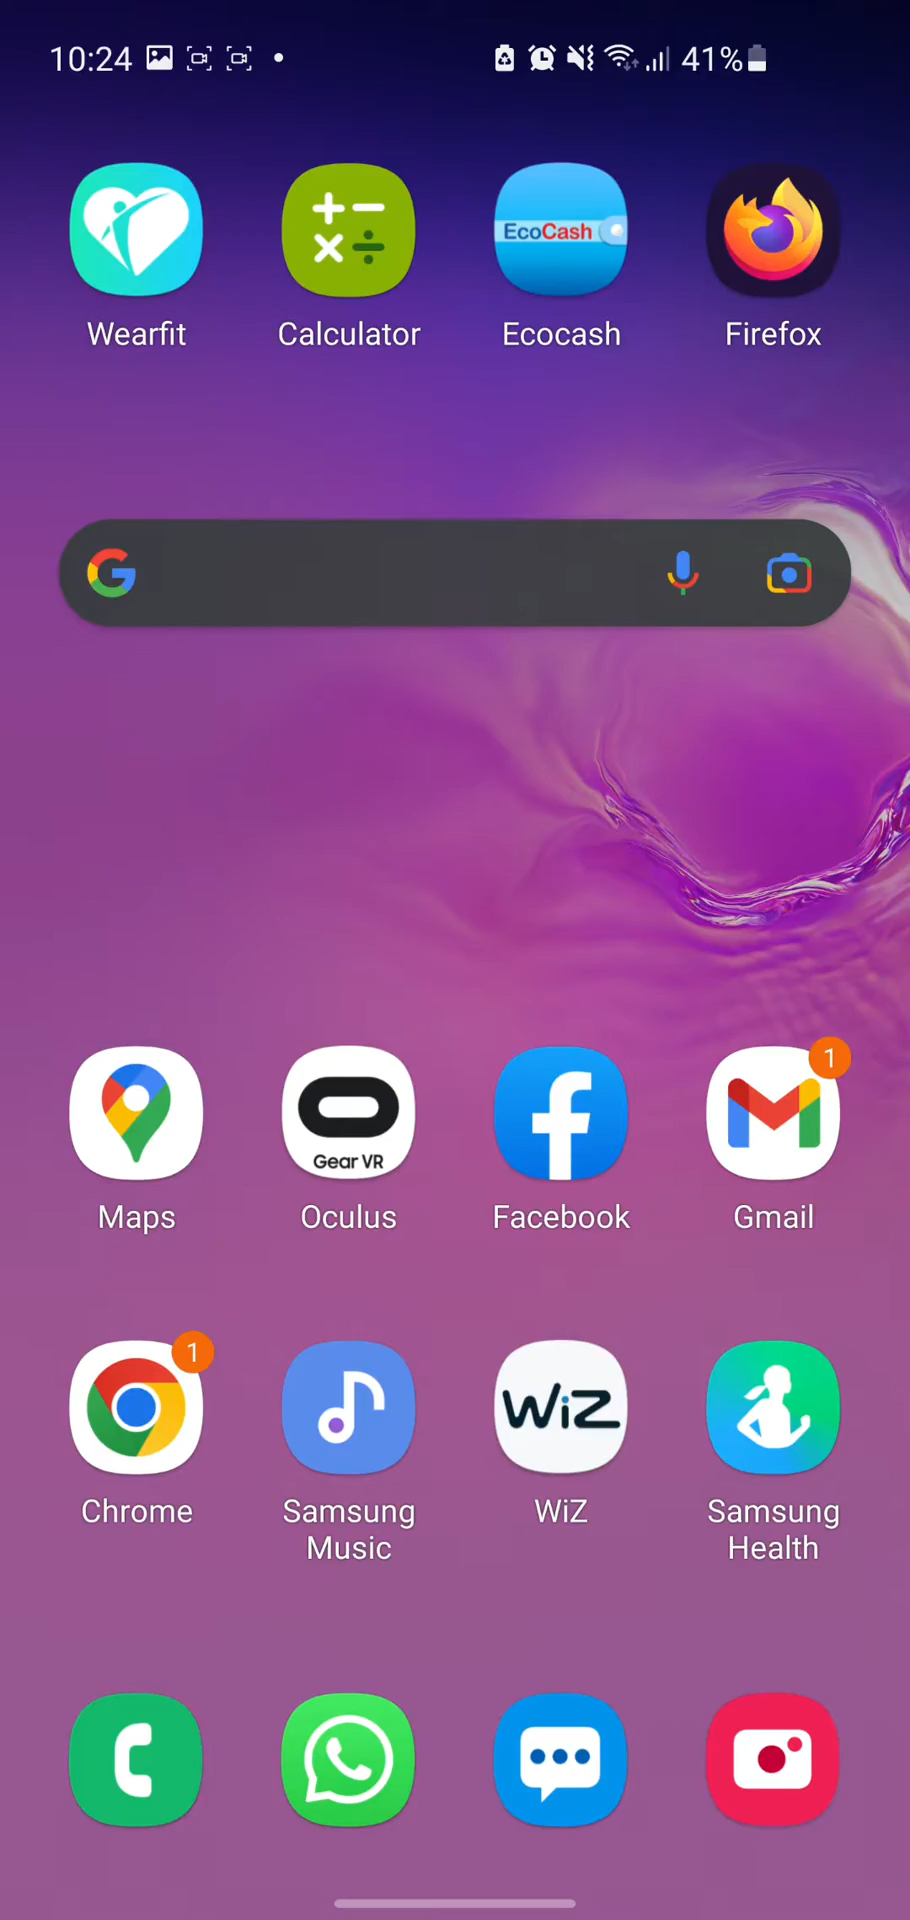 10:24
41%
EcoCash
Wearfit
Calculator
Ecocash
Firefox
1
Gear VR
Maps
Oculus
Facebook
Gmail
1
WiZ
Chrome
Samsung
Music
WiZ
Samsung
Health